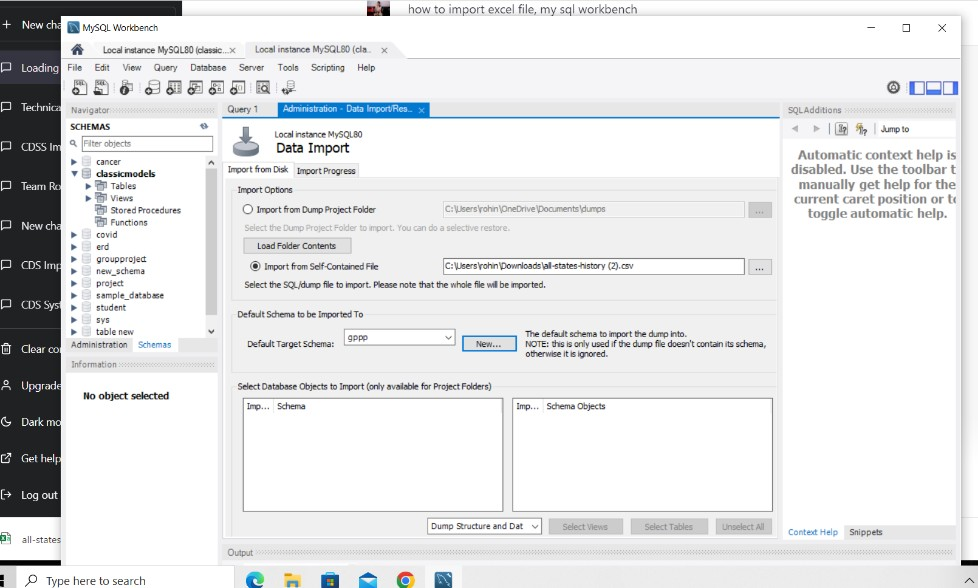 how to import excel file, my sql workbench
New cha
MySQL Workbench
Local instance MySQL80 (classic... ×
Local instance MySQL80 (cla.. ×
File Edit View Query Database Server Tools Scripting Help
Loading
Technica
CDSS Im
Team Ro
New cha
CDS Imp
CDS Syst
Clear co
Upgrade
Dark mo
Get help
Log out
all-states
Navigator
SCHEMAS
Filter objects
cancer
classicmodels
Tables
Views
Stored Procedures
Functions
covid
erd
groupproject
new_schema
project
sample_database
student
sys
table new
Administration Schemas
Information
No object selected
Query 1
Administration - Data Import/Res... ×
Local instance MySQL80
Data Import
Import from Disk Import Progress
Import Options
Import from Dump Project Folder
C:\Users\rohin\OneDrive\Documents\dumps
...
Select the Dump Project Folder to import. You can do a selective restore.
Load Folder Contents
Import from Self-Contained File
C:\Users\rohin\Downloads\all-states-history (2).csv
...
Select the SQL/dump file to import. Please note that the whole file will be imported.
Default Schema to be Imported To
Default Target Schema:
gppp
New...
The default schema to import the dump into.
NOTE: this is only used if the dump file doesn't contain its schema,
otherwise it is ignored.
Select Database Objects to Import (only available for Project Folders)
Imp... Schema
Imp... Schema Objects
Dump Structure and Dat
Select Views
Select Tables
Unselect All
Output
SQLAdditions
Jump to
Automatic context help is
disabled. Use the toolbar t
manually get help for the
current caret position or to
toggle automatic help.
Context Help Snippets
Type here to search